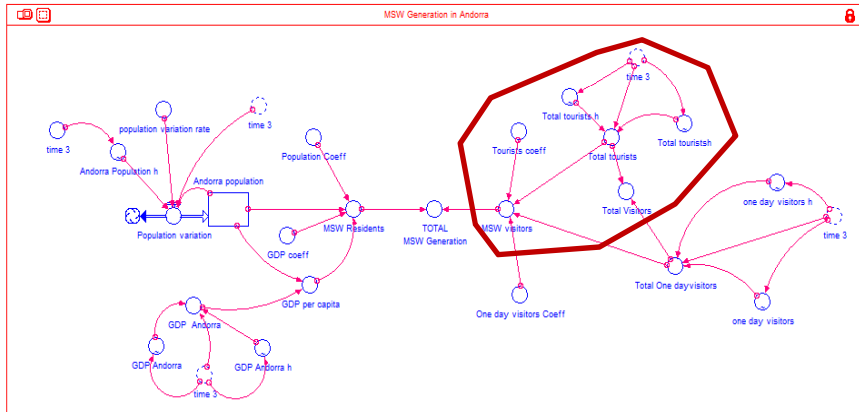 MSW Generation in Andorra
time 3
Total tourists h
Total touristsh
Total tourists
Tourists coeff
Total Visitors
MSW visitors
time 3
population variation rate
time 3
Andorra Population h
Population Coeff
Andorra population
Population variation
GDP coeff
MSW Residents
TOTAL
MSW Generation
one day visitors h
time 3
Total One dayvisitors
one day visitors
One day visitors Coeff
GDP per capita
GDP Andorra
GDP Andorra
GDP Andorra h
time 3